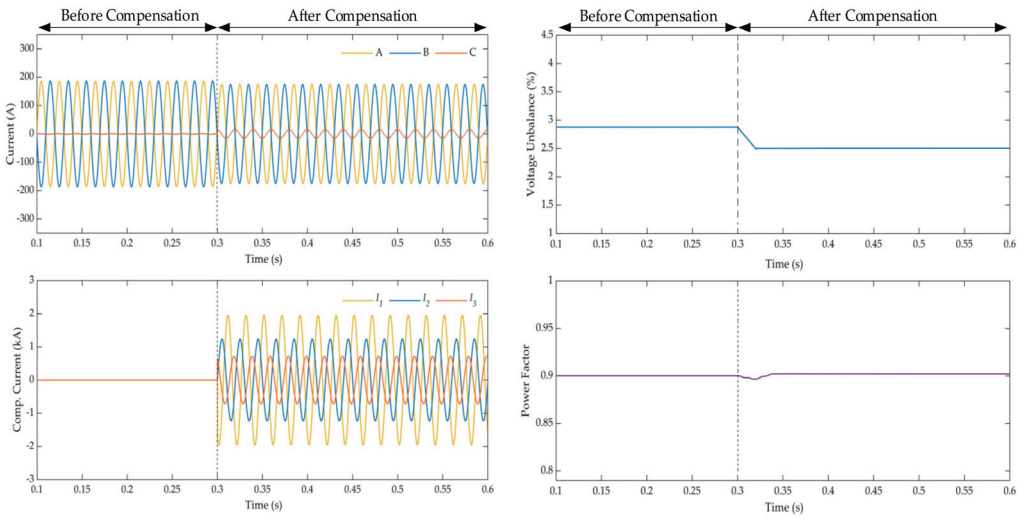 Before Compensation After Compensation
A B C
Current (A)
300
200
100
0
-100
-200
-300
0.1 0.15 0.2 0.25 0.3 0.35 0.4 0.45 0.5 0.55 0.6
Time (s)
Before Compensation After Compensation
Voltage Unbalance (%)
4.5
4
3.5
3
2.5
2
1.5
1
0.1 0.15 0.2 0.25 0.3 0.35 0.4 0.45 0.5 0.55 0.6
Time (s)
I1 I2 I3
Comp. Current (kA)
3
2
1
0
-1
-2
-3
0.1 0.15 0.2 0.25 0.3 0.35 0.4 0.45 0.5 0.55 0.6
Time (s)
Power Factor
1
0.95
0.9
0.85
0.8
0.1 0.15 0.2 0.25 0.3 0.35 0.4 0.45 0.5 0.55 0.6
Time (s)